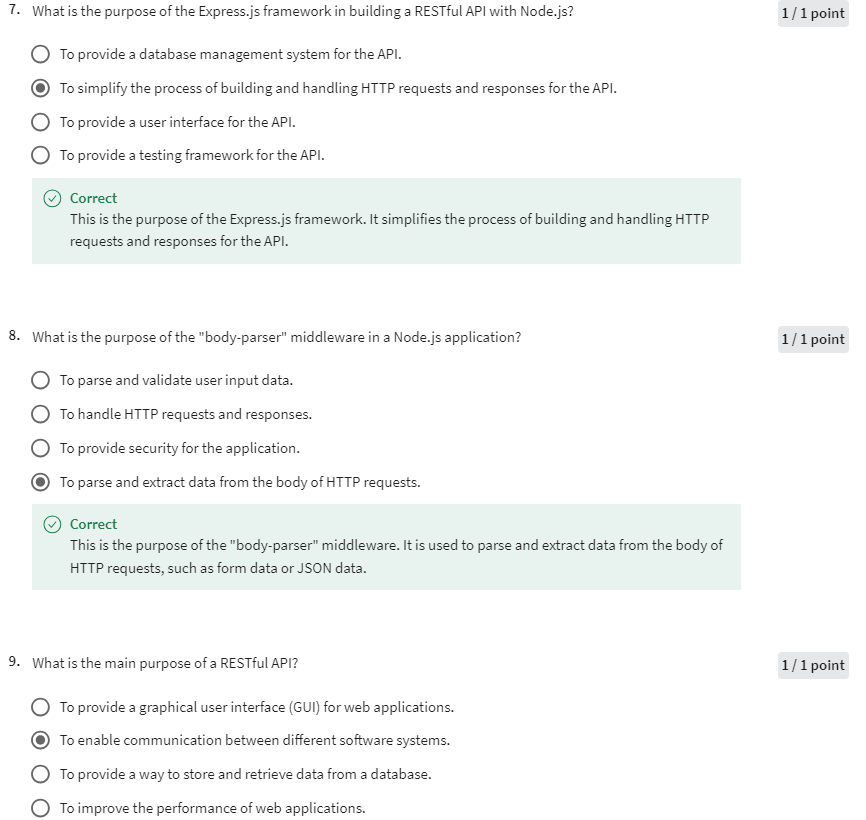 7. What is the purpose of the Express.js framework in building a RESTful API with Node.js? 1 / 1 point
To provide a database management system for the API.
To simplify the process of building and handling HTTP requests and responses for the API.
To provide a user interface for the API.
To provide a testing framework for the API.
Correct
This is the purpose of the Express.js framework. It simplifies the process of building and handling HTTP
requests and responses for the API.
8. What is the purpose of the "body-parser" middleware in a Node.js application? 1 / 1 point
To parse and validate user input data.
To handle HTTP requests and responses.
To provide security for the application.
To parse and extract data from the body of HTTP requests.
Correct
This is the purpose of the "body-parser" middleware. It is used to parse and extract data from the body of
HTTP requests, such as form data or JSON data.
9. What is the main purpose of a RESTful API? 1 / 1 point
To provide a graphical user interface (GUI) for web applications.
To enable communication between different software systems.
To provide a way to store and retrieve data from a database.
To improve the performance of web applications.